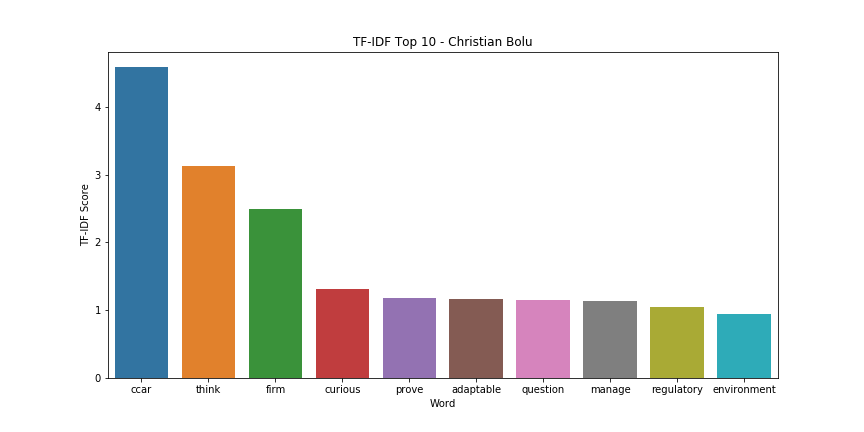 TF-IDF Top 10 - Christian Bolu
TF-IDF Score
4
3
2
1
0
ccar think firm curious prove adaptable question manage regulatory environment
Word